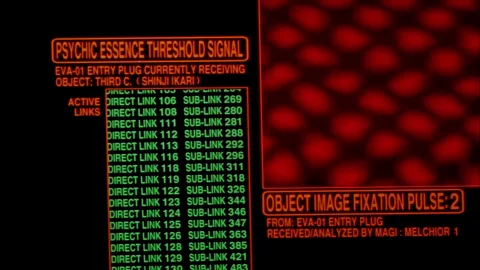 PSYCHIC ESSENCE THRESHOLD SIGNAL
EVA-01 ENTRY PLUG CURRENTLY RECEIVING
OBJECT: THIRD C. (SHINJI IKARI)
ACTIVE
LINKS
DIRECT LINK 105 SUB-LINK 264
DIRECT LINK 106 SUB-LINK 269
DIRECT LINK 108 SUB-LINK 280
DIRECT LINK 111 SUB-LINK 281
DIRECT LINK 112 SUB-LINK 288
DIRECT LINK 113 SUB-LINK 292
DIRECT LINK 116 SUB-LINK 296
DIRECT LINK 118 SUB-LINK 311
DIRECT LINK 119 SUB-LINK 318
DIRECT LINK 122 SUB-LINK 326
DIRECT LINK 123 SUB-LINK 344
DIRECT LINK 124 SUB-LINK 346
DIRECT LINK 125 SUB-LINK 347
DIRECT LINK 126 SUB-LINK 363
DIRECT LINK 128 SUB-LINK 385
DIRECT LINK 129 SUB-LINK 421
DIRECT LINK 130 SUB-LINK 483
OBJECT IMAGE FIXATION PULSE: 2
FROM: EVA-01 ENTRY PLUG
RECEIVED/ANALYZED BY MAGI : MELCHIOR 1